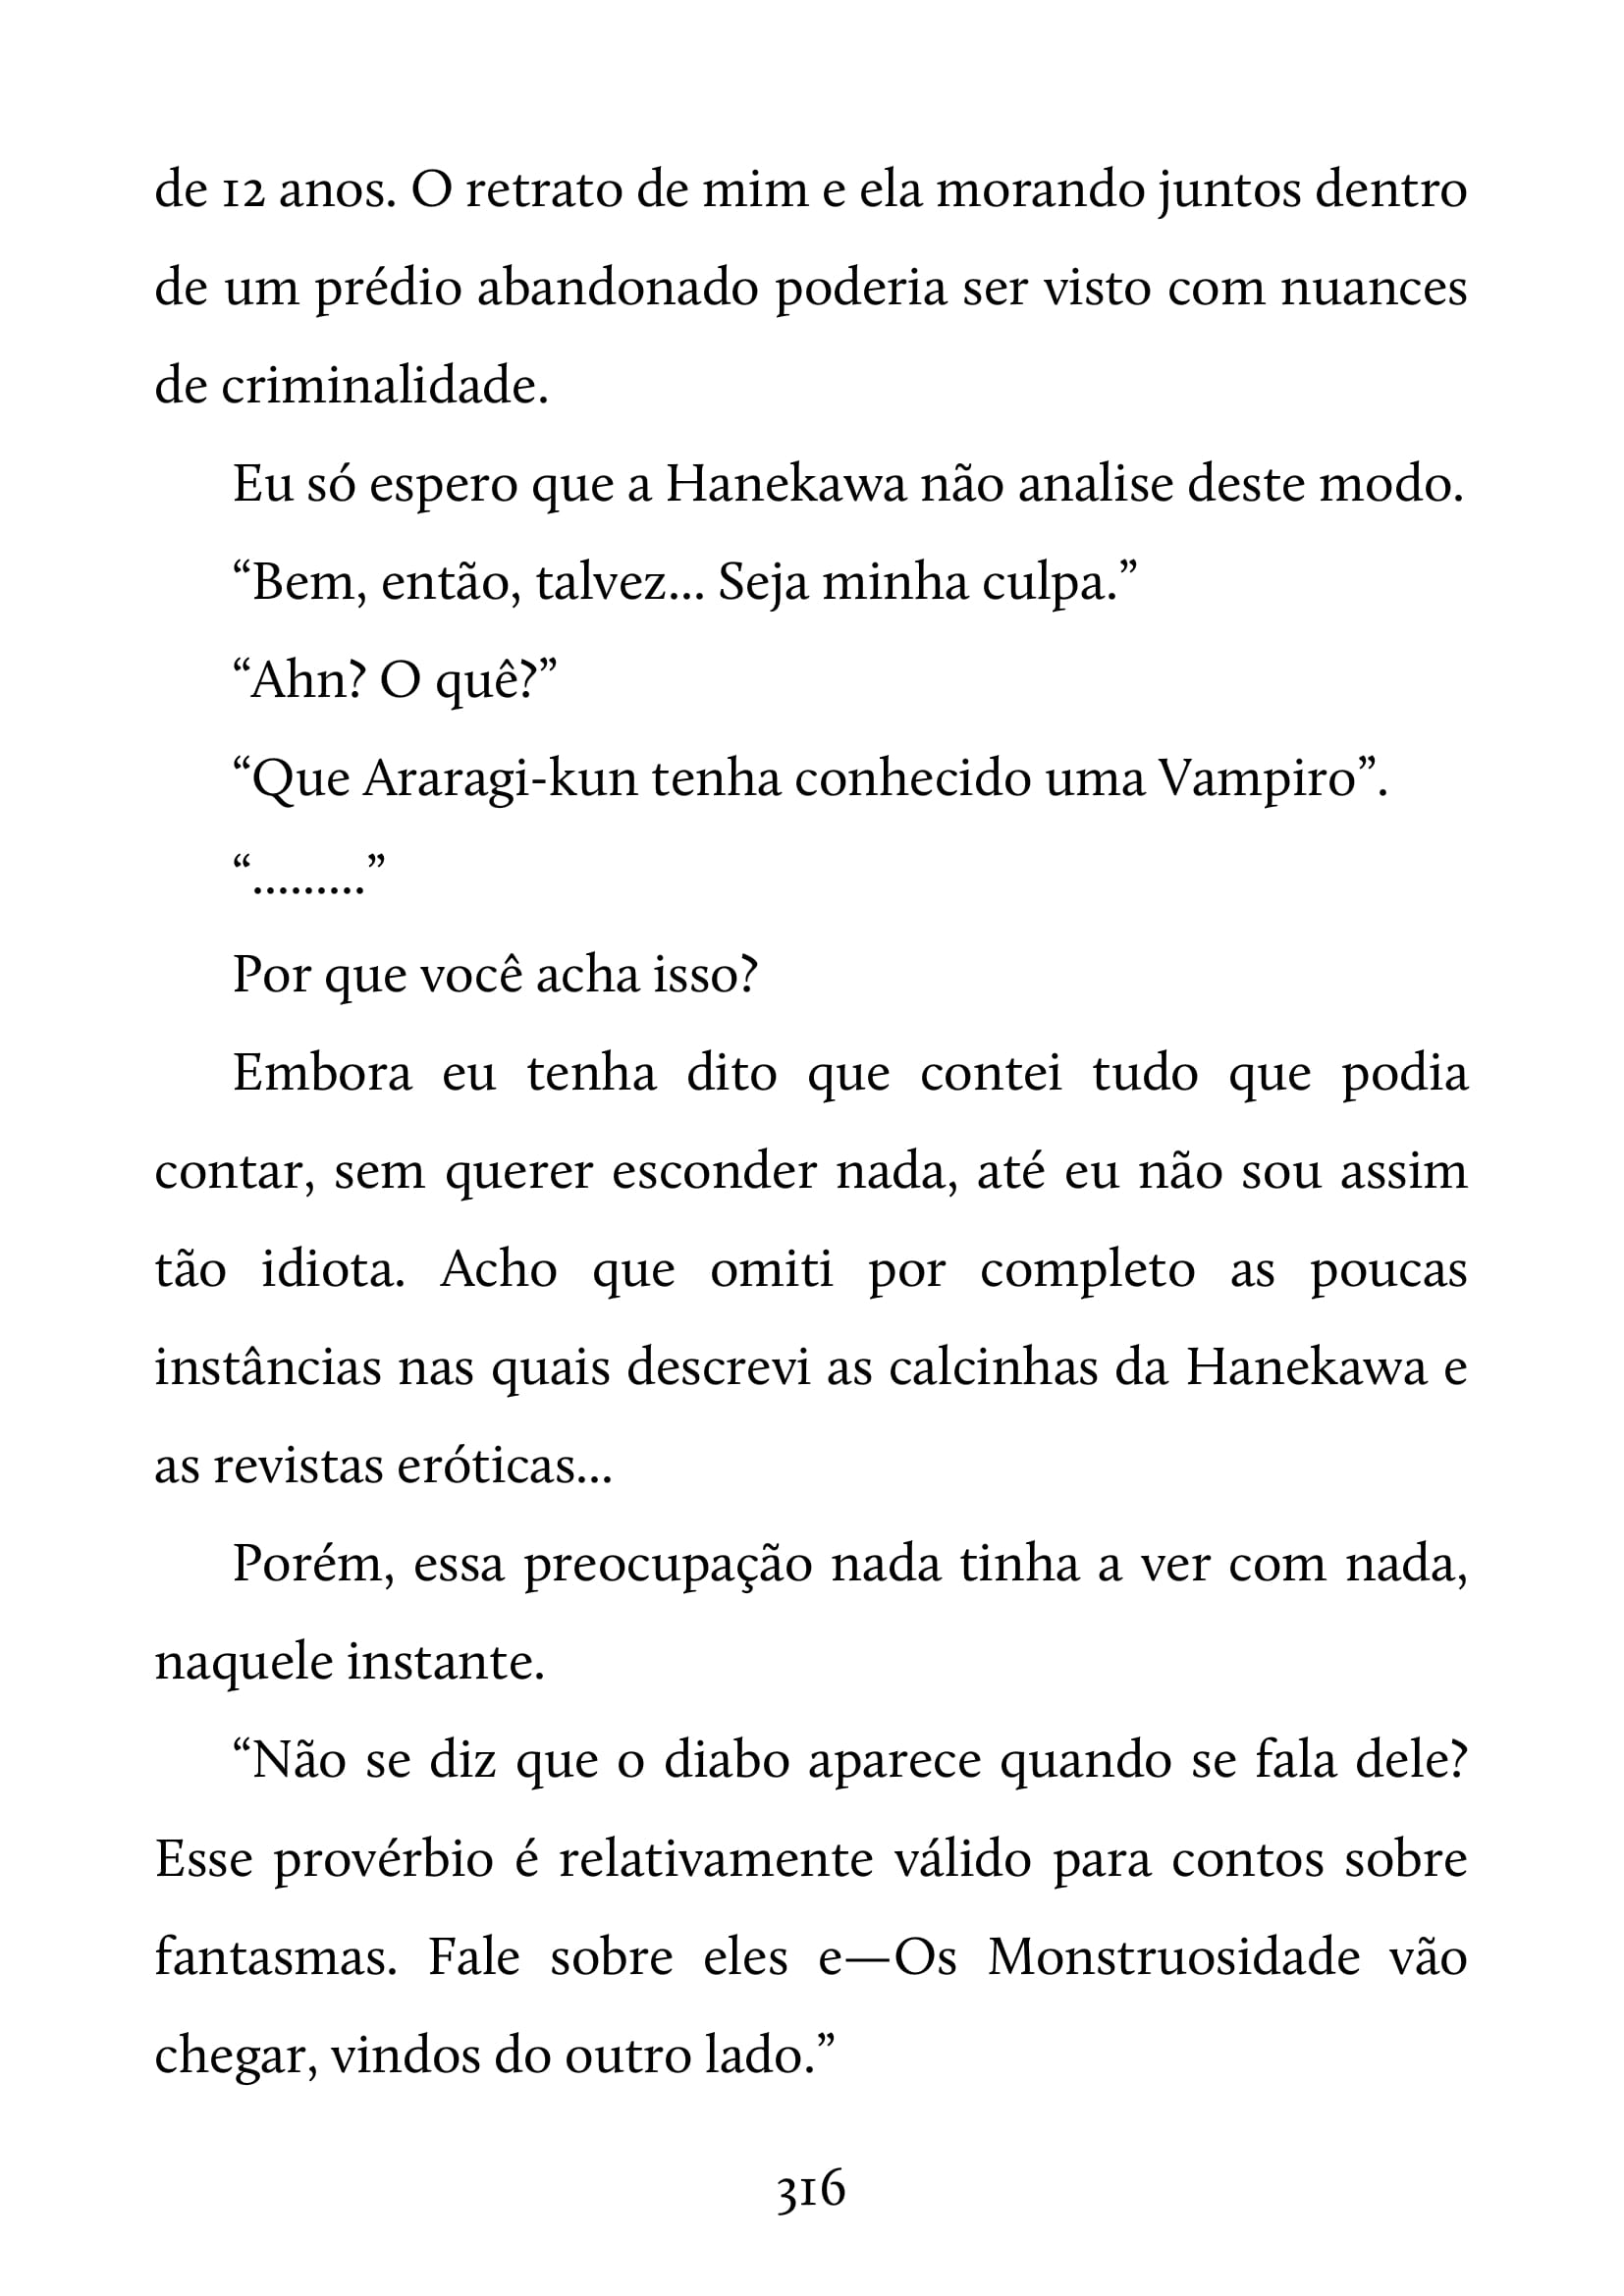 de 12 anos. O retrato de mim e ela morando juntos dentro
de um prédio abandonado poderia ser visto com nuances
de criminalidade.
Eu só espero que a Hanekawa não analise deste modo.
“Bem, então, talvez... Seja minha culpa.”
“Ahn? O quê?”
“Que Araragi-kun tenha conhecido uma Vampiro”.
“.........”
Por que você acha isso?
Embora eu tenha dito que contei tudo que podia
contar, sem querer esconder nada, até eu não sou assim
tão idiota. Acho que omiti por completo as poucas
instâncias nas quais descrevi as calcinhas da Hanekawa e
as revistas eróticas...
Porém, essa preocupação nada tinha a ver com nada,
naquele instante.
“Não se diz que o diabo aparece quando se fala dele?
Esse provérbio é relativamente válido para contos sobre
fantasmas. Fale sobre eles e—Os Monstruosidade vão
chegar, vindos do outro lado.”
316